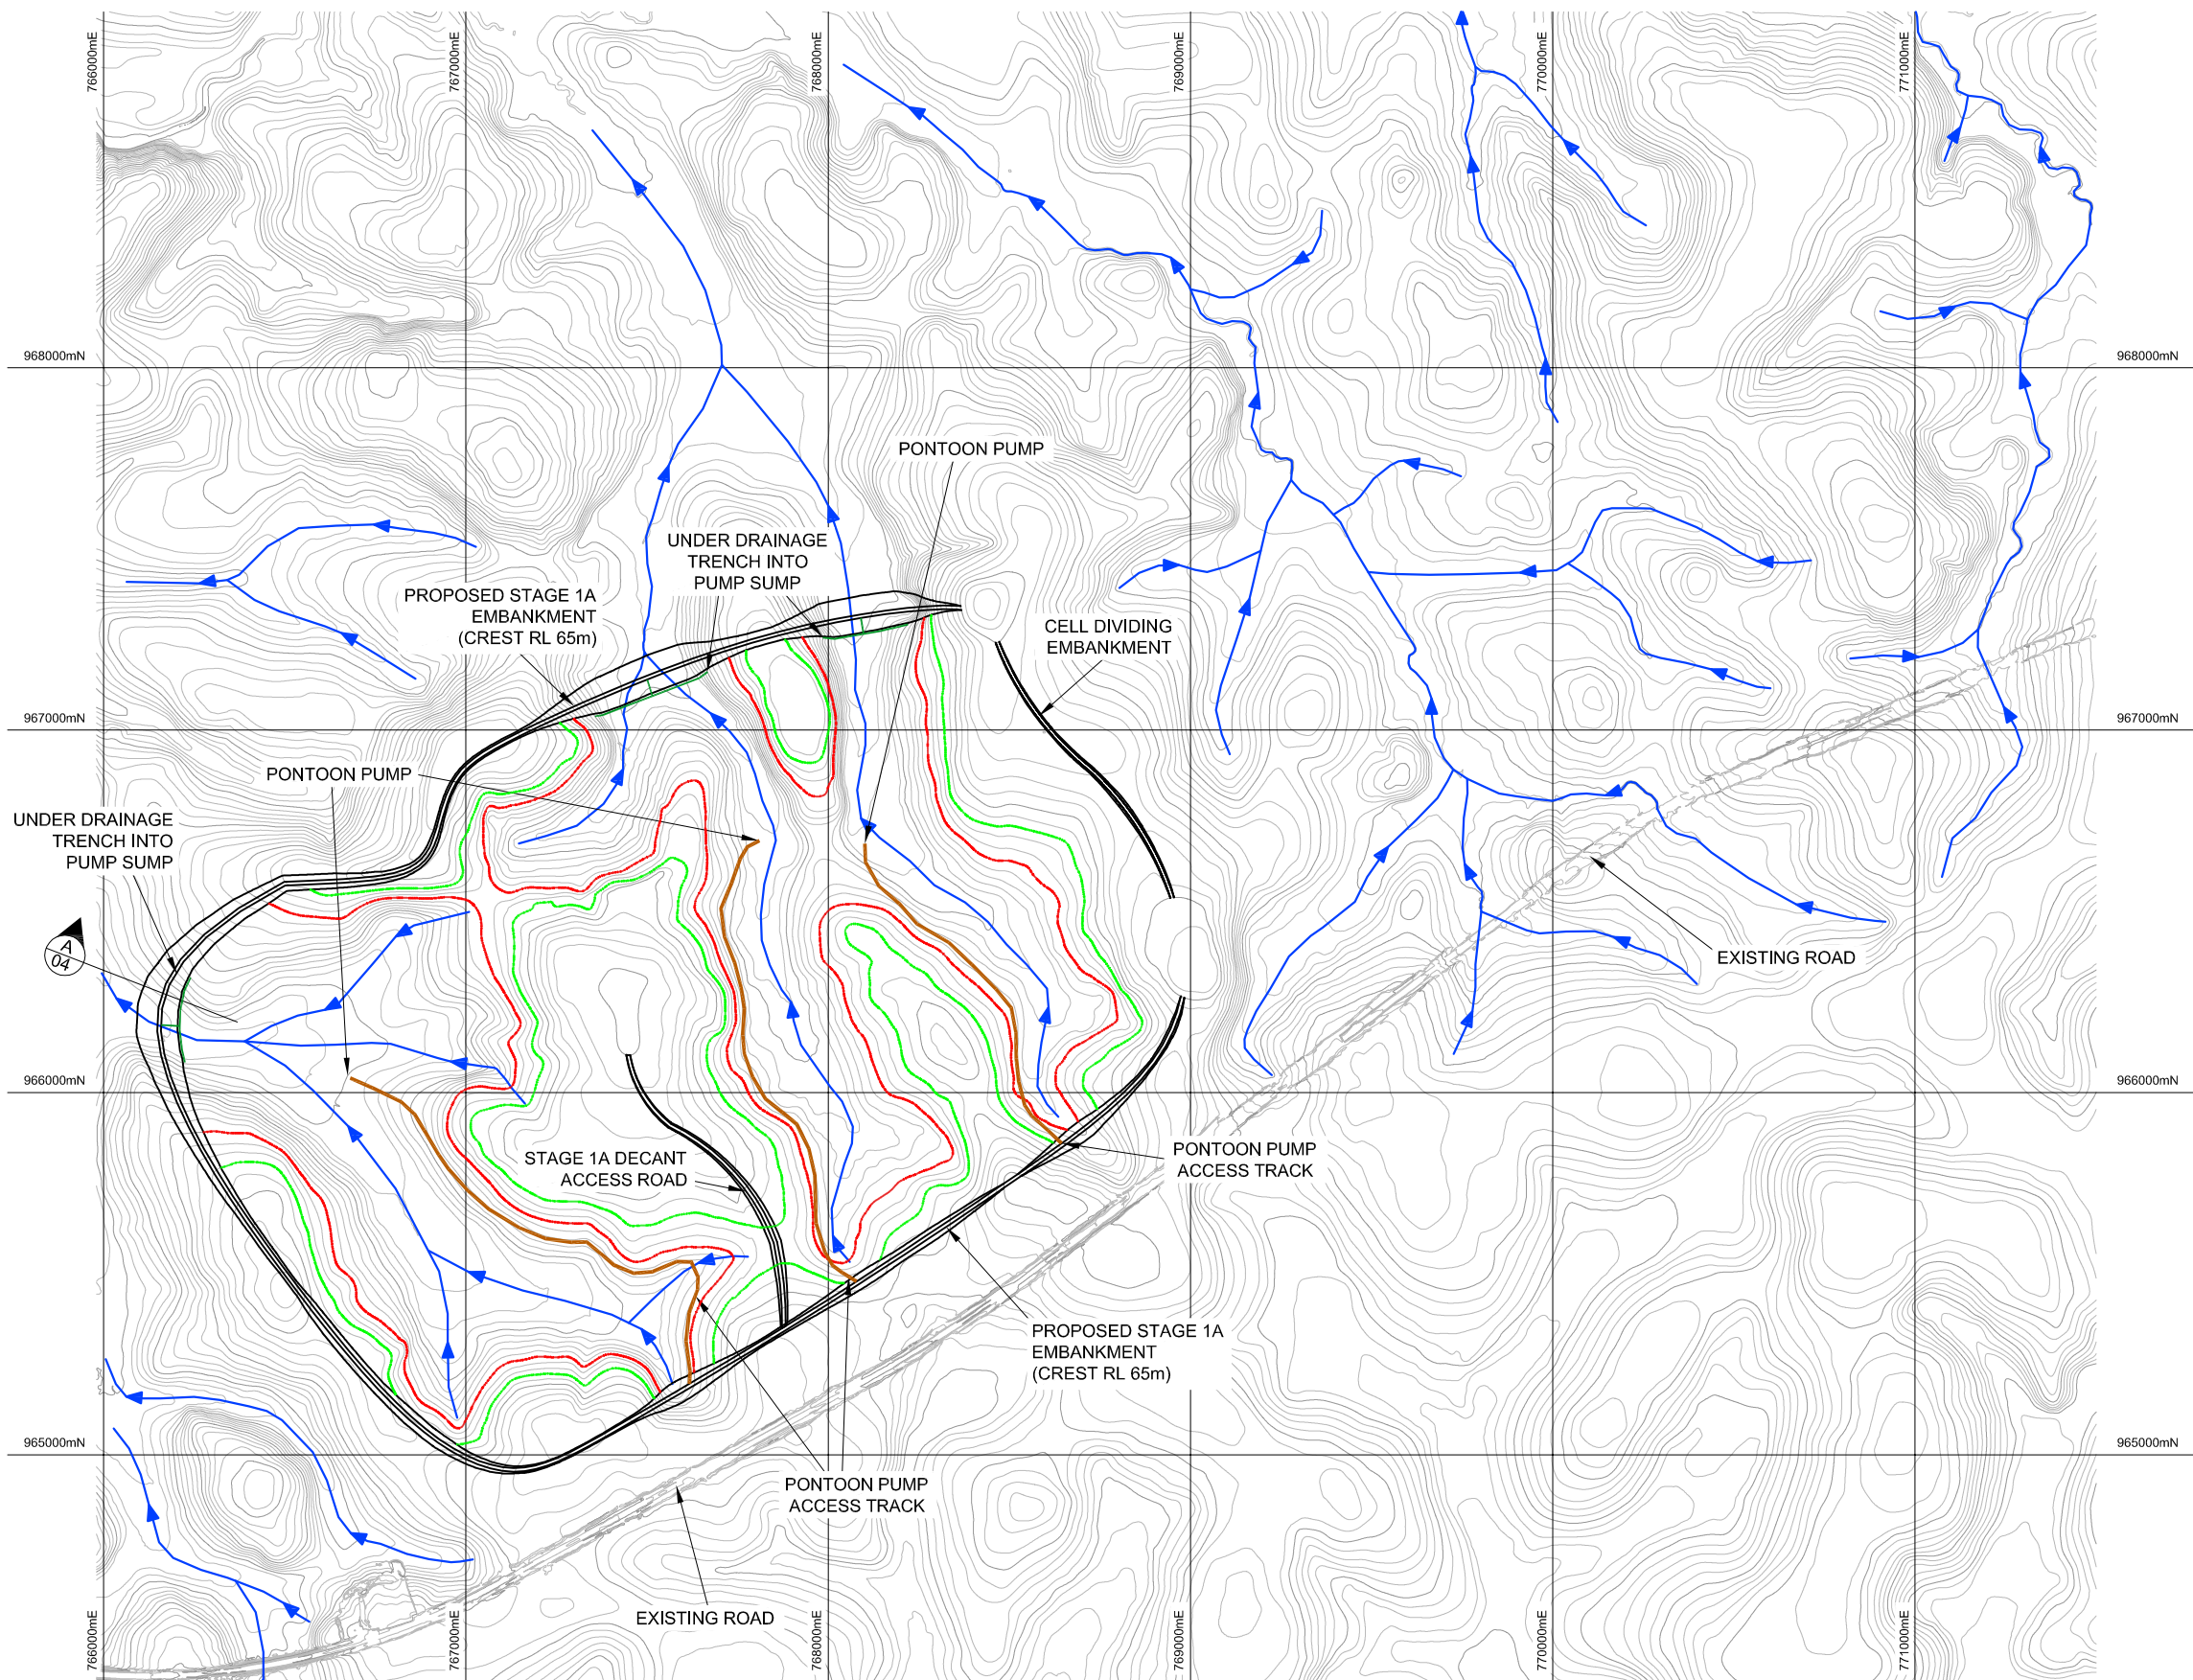 766000mE
767000mE
768000mE
769000mE
770000mE
771000mE
968000mN
968000mN
PONTOON PUMP
UNDER DRAINAGE
TRENCH INTO
PUMP SUMP
PROPOSED STAGE 1A
EMBANKMENT
(CREST RL 65m)
CELL DIVIDING
EMBANKMENT
967000mN
967000mN
PONTOON PUMP
UNDER DRAINAGE
TRENCH INTO
PUMP SUMP
A
04
EXISTING ROAD
966000mN
966000mN
STAGE 1A DECANT
ACCESS ROAD
PONTOON PUMP
ACCESS TRACK
PROPOSED STAGE 1A
EMBANKMENT
(CREST RL 65m)
965000mN
965000mN
PONTOON PUMP
ACCESS TRACK
EXISTING ROAD
766000mE
767000mE
768000mE
769000mE
770000mE
771000mE